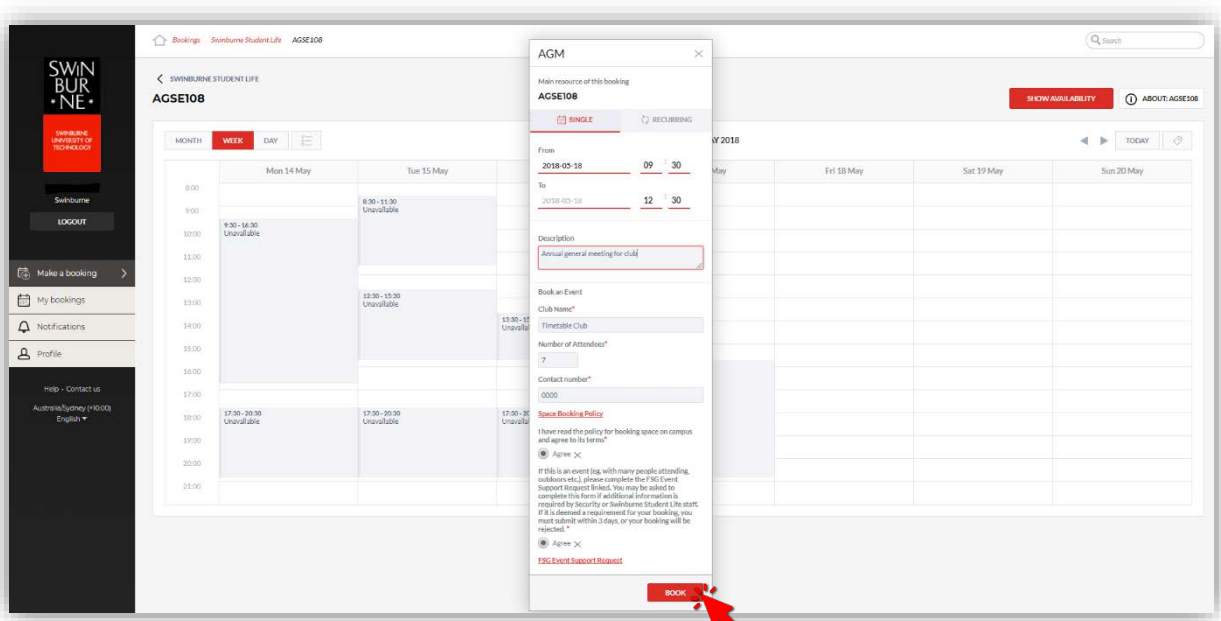 SWIN
BUR
• NE •
SWINBURNE
UNIVERSITY OF
TECHNOLOGY
Swinburne
LOGOUT
Make a booking
My bookings
Notifications
Profile
Help - Contact us
Australia/Sydney (+10:00)
English
Bookings Swinburne Student Life AGSE108
Search
SWINBURNE STUDENT LIFE
AGSE108
SHOW AVAILABILITY
ABOUT: AGSE108
MONTH WEEK DAY
Y 2018
TODAY
Mon 14 May Tue 15 May May Fri 18 May Sat 19 May Sun 20 May
8:00
9:00
10:00
11:00
12:00
13:00
14:00
15:00
16:00
17:00
18:00
19:00
20:00
21:00
9:30 - 16:30
Unavailable
17:30 - 20:30
Unavailable
8:30 - 11:30
Unavailable
12:30 - 15:30
Unavailable
17:30 - 20:30
Unavailable
13:30 - 15
Unavaila
17:30 - 20
Unavaila
AGM
Main resource of this booking
AGSE108
SINGLE RECURRING
From
2018-05-18 09 : 30
To
2018-05-18 12 : 30
Description
Annual general meeting for club
Book an Event
Club Name*
Timetable Club
Number of Attendees*
7
Contact number*
0000
Space Booking Policy
I have read the policy for booking space on campus
and agree to its terms*
Agree
If this is an event (eg, with many people attending,
outdoors etc.), please complete the FSG Event
Support Request linked. You may be asked to
complete this form if additional information is
required by Security or Swinburne Student Life staff.
If it is deemed a requirement for your booking, you
must submit within 3 days, or your booking will be
rejected. *
Agree
FSG Event Support Request
BOOK